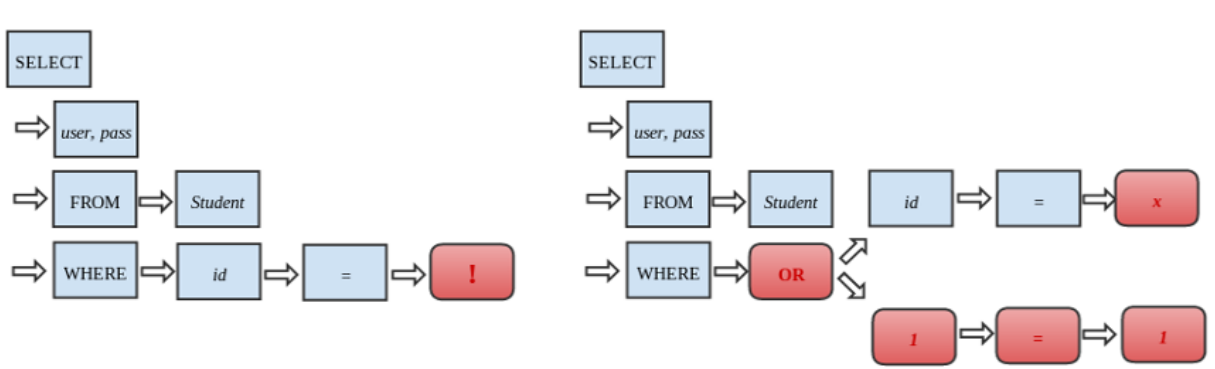 SELECT
user, pass
FROM Student
WHERE id = !
SELECT
user, pass
FROM Student id = x
WHERE OR
1 = 1